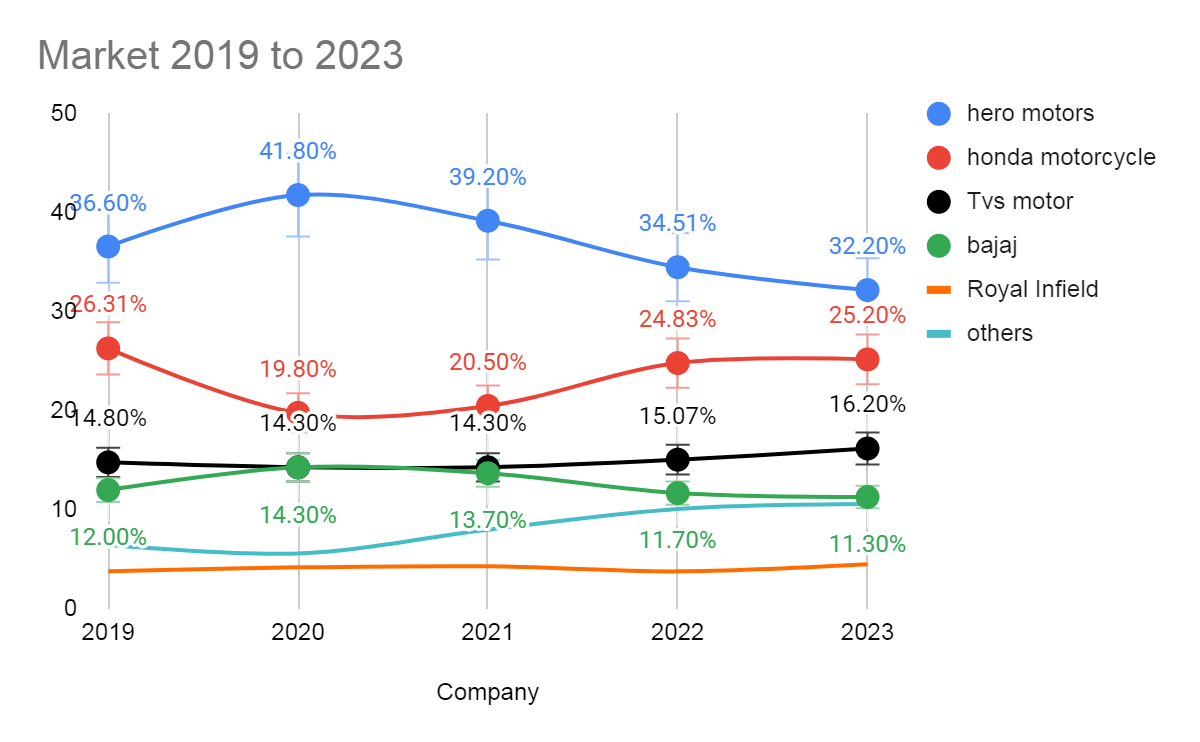 Market 2019 to 2023
50
40
30
20
10
0
36.60%
41.80%
39.20%
34.51%
32.20%
26.31%
19.80%
20.50%
24.83%
25.20%
14.80%
14.30%
14.30%
15.07%
16.20%
12.00%
14.30%
13.70%
11.70%
11.30%
2019 2020 2021 2022 2023
Company
hero motors
honda motorcycle
Tvs motor
bajaj
Royal Infield
others